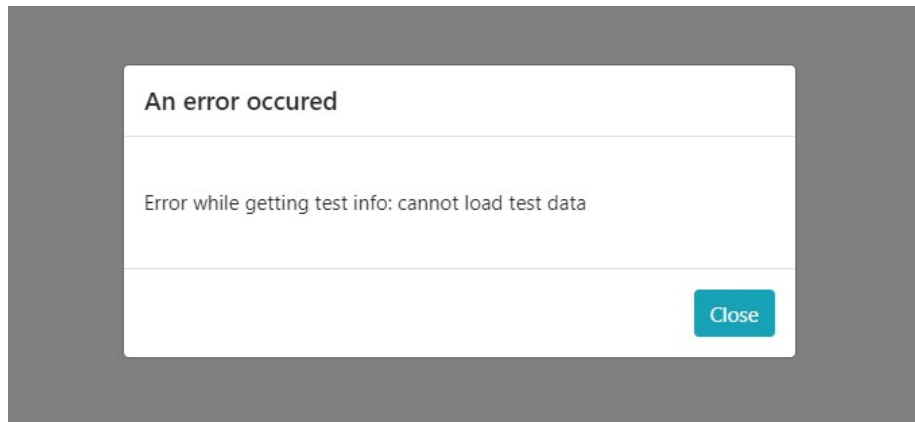 An error occured
Error while getting test info: cannot load test data
Close